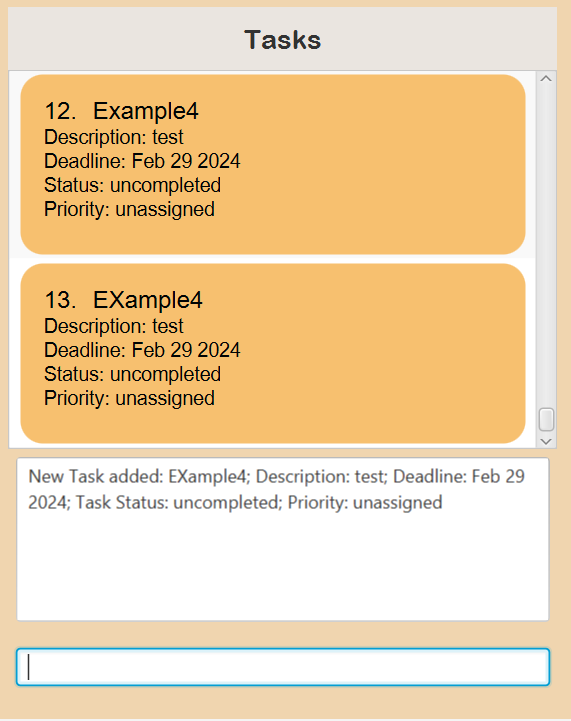 Tasks
12. Example4
Description: test
Deadline: Feb 29 2024
Status: uncompleted
Priority: unassigned
13. EXample4
Description: test
Deadline: Feb 29 2024
Status: uncompleted
Priority: unassigned
New Task added: EXample4; Description: test; Deadline: Feb 29
2024; Task Status: uncompleted; Priority: unassigned